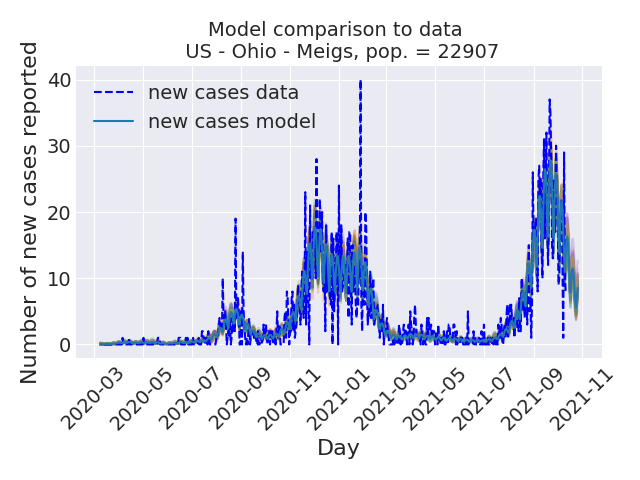 Model comparison to data
US - Ohio - Meigs, pop. = 22907
Number of new cases reported
40
30
20
10
0
new cases data
new cases model
2020-03
2020-05
2020-07
2020-09
2020-11
2021-01
2021-03
2021-05
2021-07
2021-09
2021-11
Day